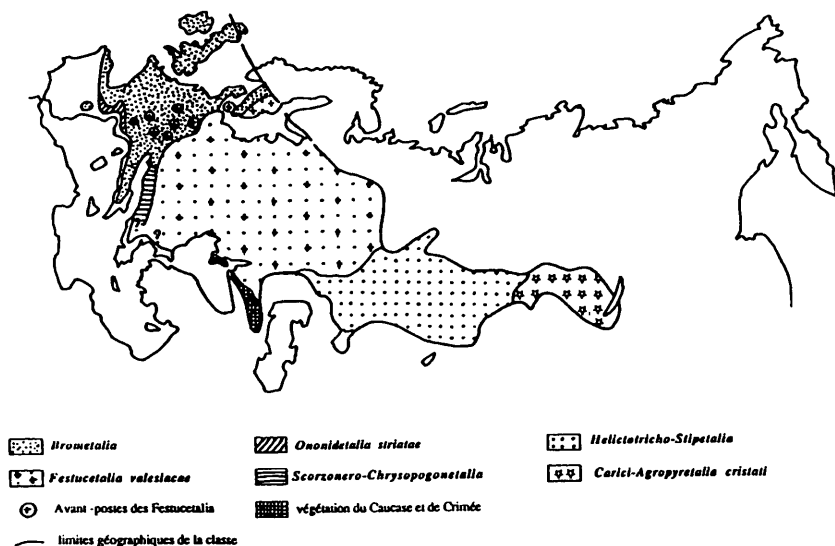 ? ?
Brometalia
Ononidetalia striatae
Helictotricho-Stipetalia
Festucetalia valesiacae
Scorzonero-Chrysopogonetalia
Carici-Agropyretalia cristati
Avant -postes des Festucetalia
végétation du Caucase et de Crimée
limites géographiques de la classe